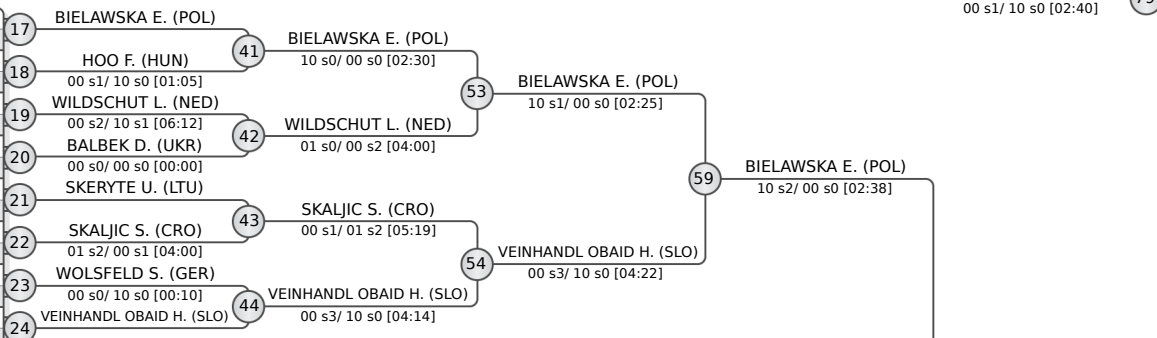 00 s1/ 10 s0 [02:40]
17
BIELAWSKA E. (POL)
18
HOO F. (HUN)
00 s1/ 10 s0 [01:05]
41
BIELAWSKA E. (POL)
10 s0/ 00 s0 [02:30]
19
WILDSCHUT L. (NED)
00 s2/ 10 s1 [06:12]
20
BALBEK D. (UKR)
00 s0/ 00 s0 [00:00]
42
WILDSCHUT L. (NED)
01 s0/ 00 s2 [04:00]
53
BIELAWSKA E. (POL)
10 s1/ 00 s0 [02:25]
21
SKERYTE U. (LTU)
22
SKALJIC S. (CRO)
01 s2/ 00 s1 [04:00]
43
SKALJIC S. (CRO)
00 s1/ 01 s2 [05:19]
23
WOLSFELD S. (GER)
00 s0/ 10 s0 [00:10]
24
VEINHANDL OBAID H. (SLO)
44
VEINHANDL OBAID H. (SLO)
00 s3/ 10 s0 [04:14]
54
VEINHANDL OBAID H. (SLO)
00 s3/ 10 s0 [04:22]
59
BIELAWSKA E. (POL)
10 s2/ 00 s0 [02:38]